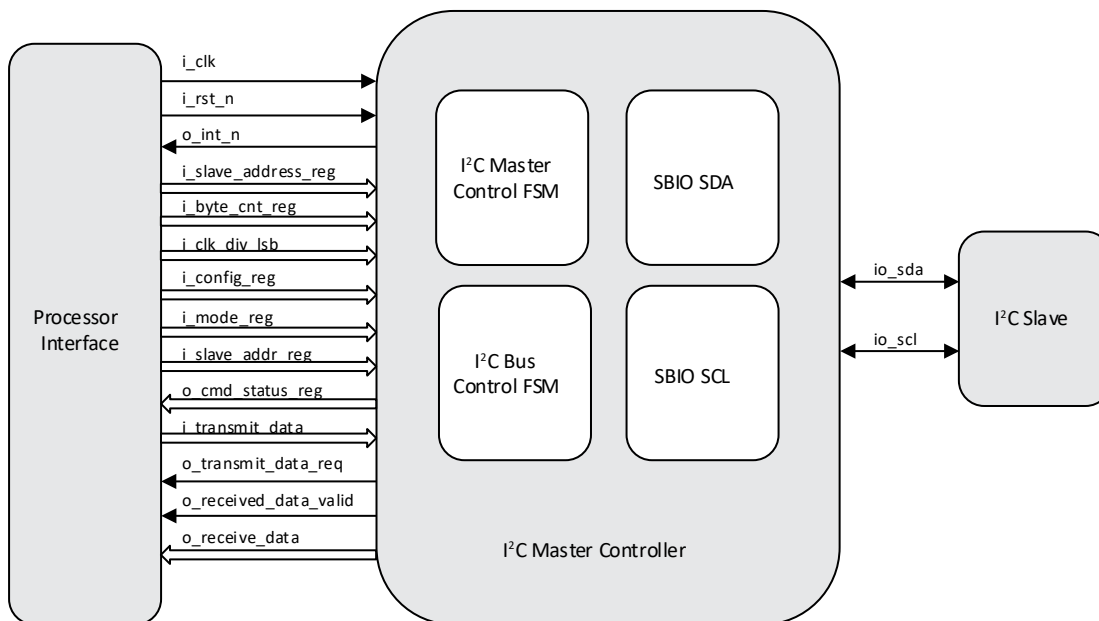 Processor
Interface
i_clk
i_rst_n
o_int_n
i_slave_address_reg
i_byte_cnt_reg
i_clk_div_lsb
i_config_reg
i_mode_reg
i_slave_addr_reg
o_cmd_status_reg
i_transmit_data
o_transmit_data_req
o_received_data_valid
o_receive_data
I²C Master
Control FSM
SBIO SDA
I²C Bus
Control FSM
SBIO SCL
I²C Master Controller
io_sda
io_scl
I²C Slave